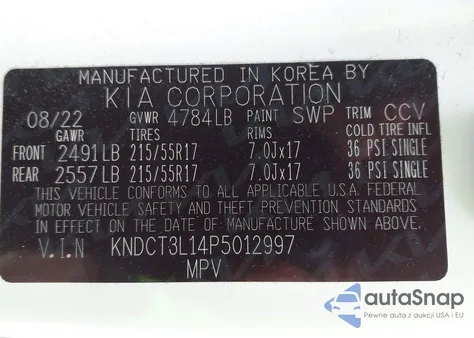 MANUFACTURED IN KOREA BY
KIA CORPORATION
08/22 GVWR 4784LB PAINT SWP TRIM CCV
GAWR TIRES RIMS COLD TIRE INFL
FRONT 2491LB 215/55R17 7.0Jx17 36 PSI SINGLE
REAR 2557LB 215/55R17 7.0Jx17 36 PSI SINGLE
THIS VEHICLE CONFORMS TO ALL APPLICABLE U.S.A. FEDERAL
MOTOR VEHICLE SAFETY AND THEFT PREVENTION STANDARDS
IN EFFECT ON THE DATE OF MANUFACTURE SHOWN ABOVE.
V.I.N KNDCT3L14P5012997
MPV
autoSnap
Pewne auta z aukcji USA i EU